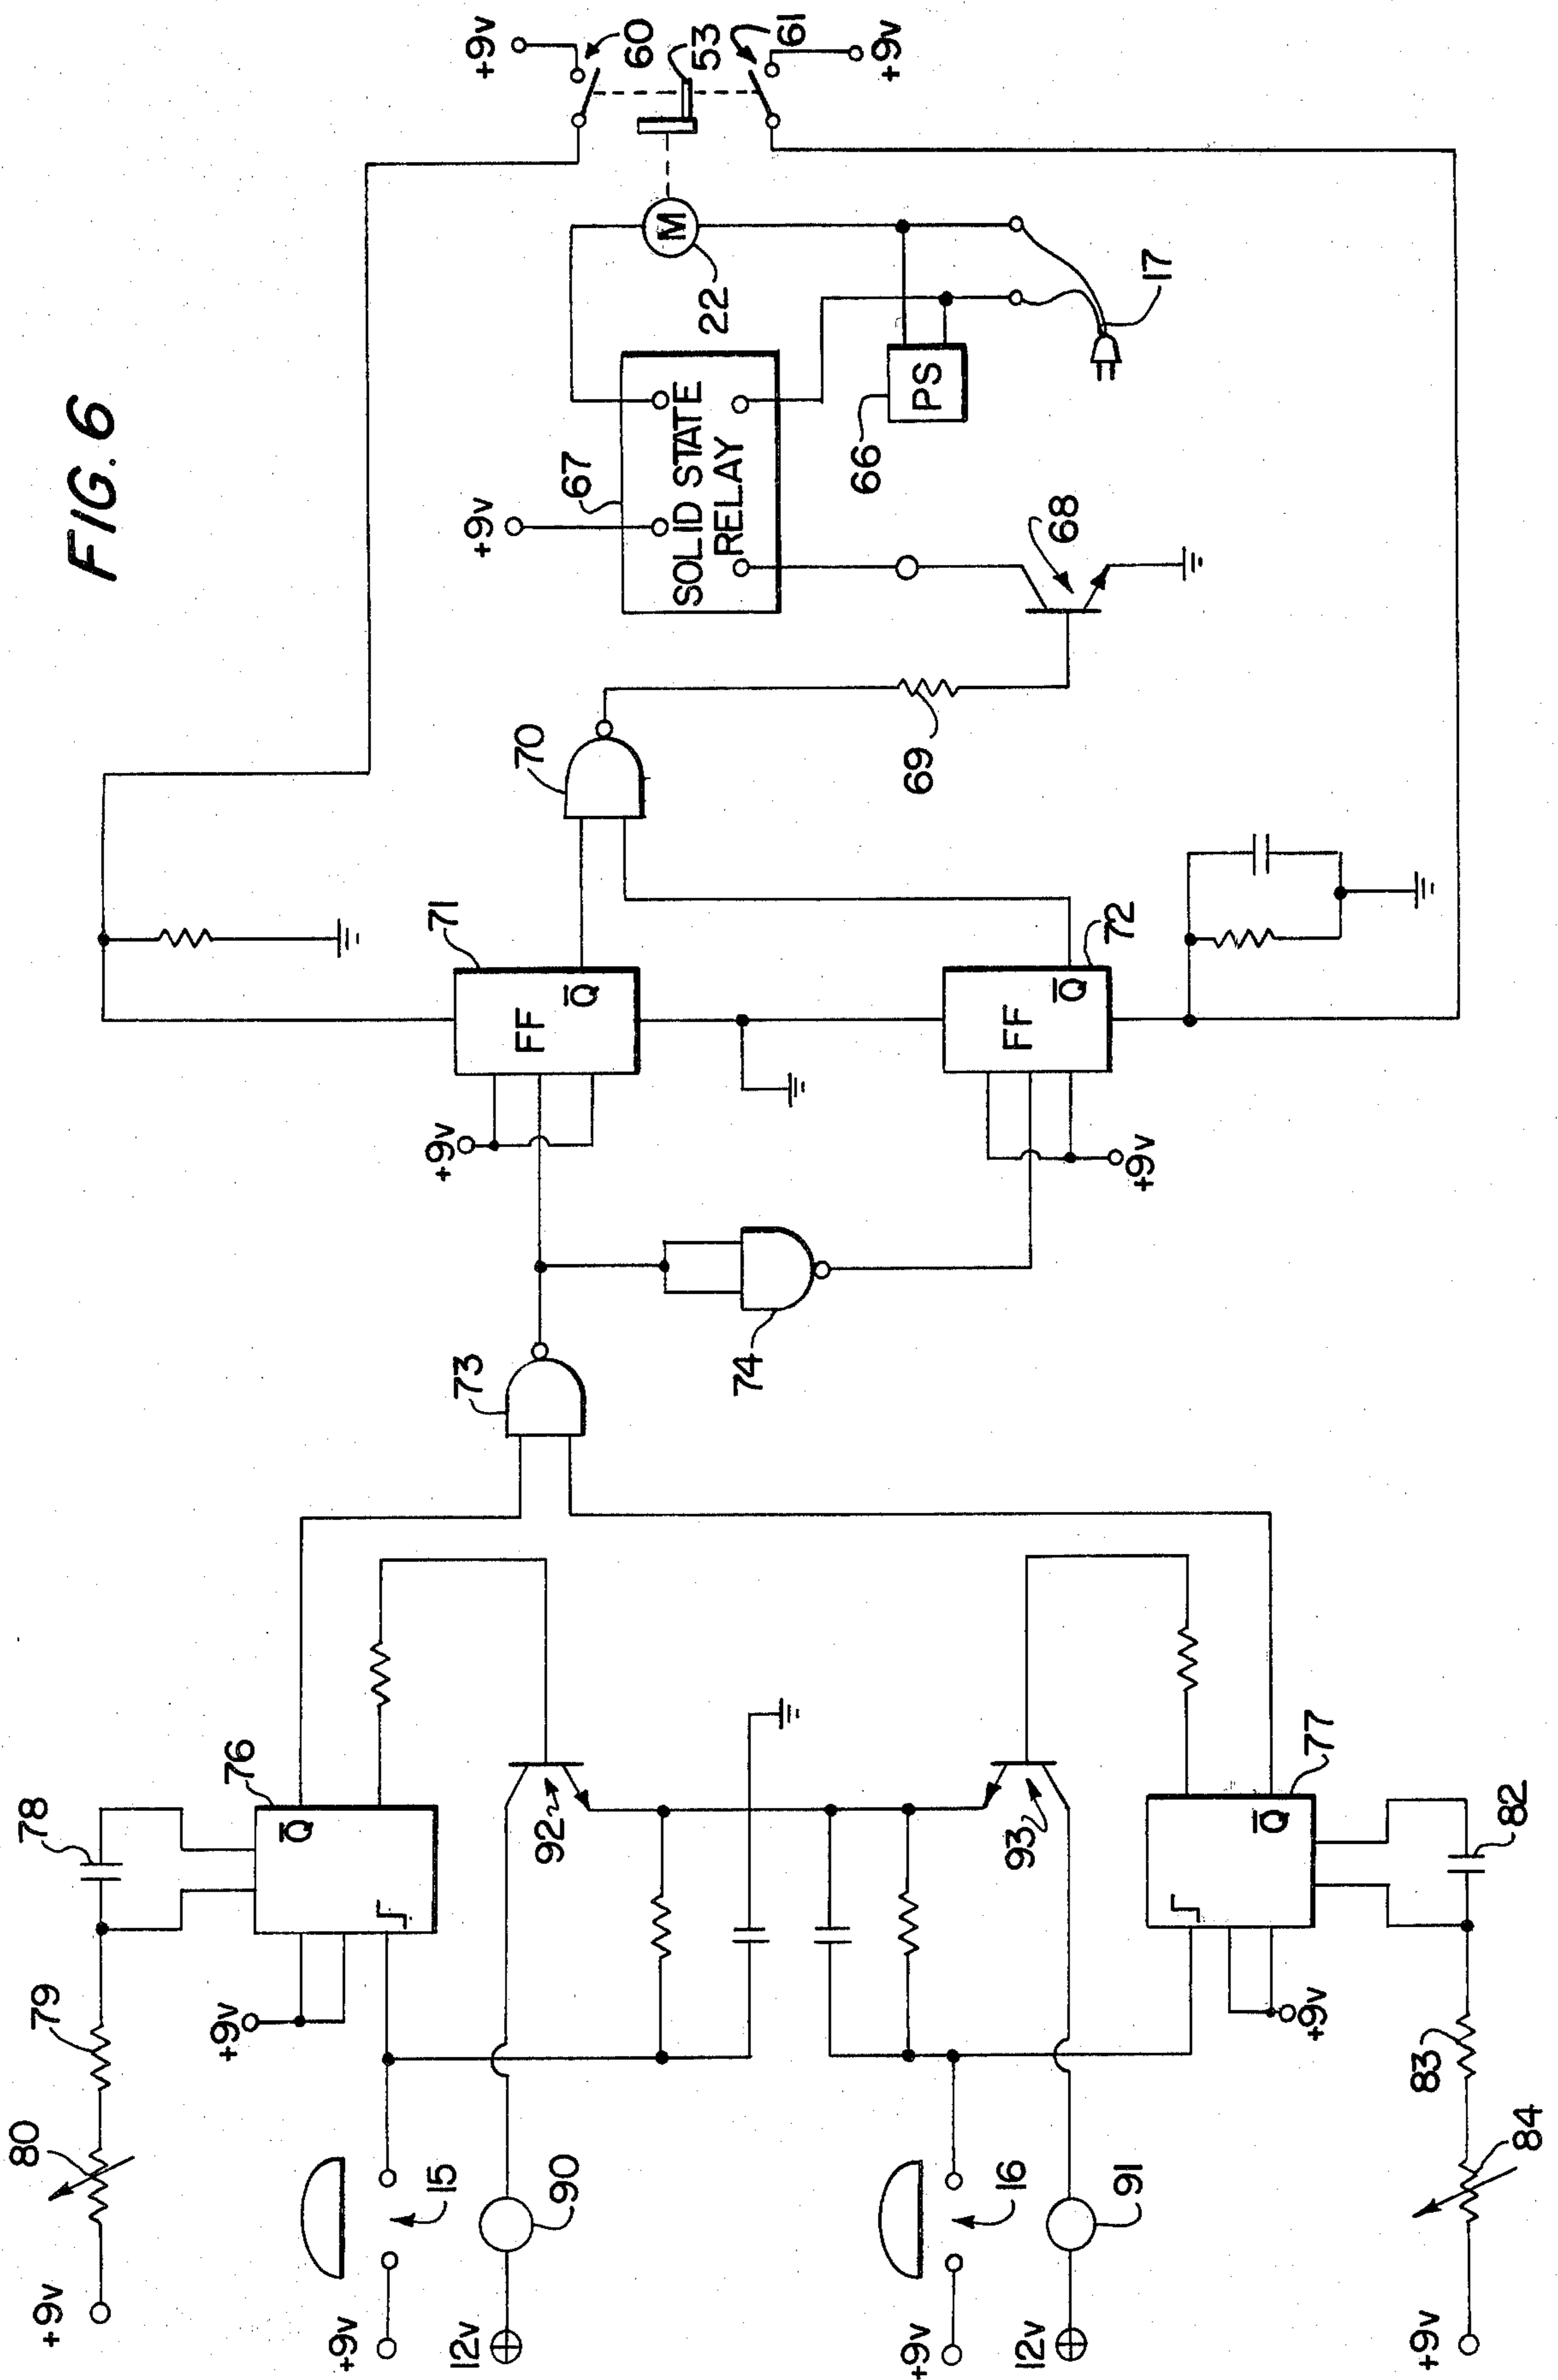 FIG. 6
+9v
60
53
61
+9v
M
22
17
+9v
67
SOLID STATE
RELAY
PS
66
68
69
70
71
FF
Q̅
72
FF
Q̅
+9v
+9v
73
74
76
Q̅
78
79
80
+9v
+9v
15
+9v
90
12v
92
93
16
+9v
91
12v
77
Q̅
82
83
84
+9v
+9v